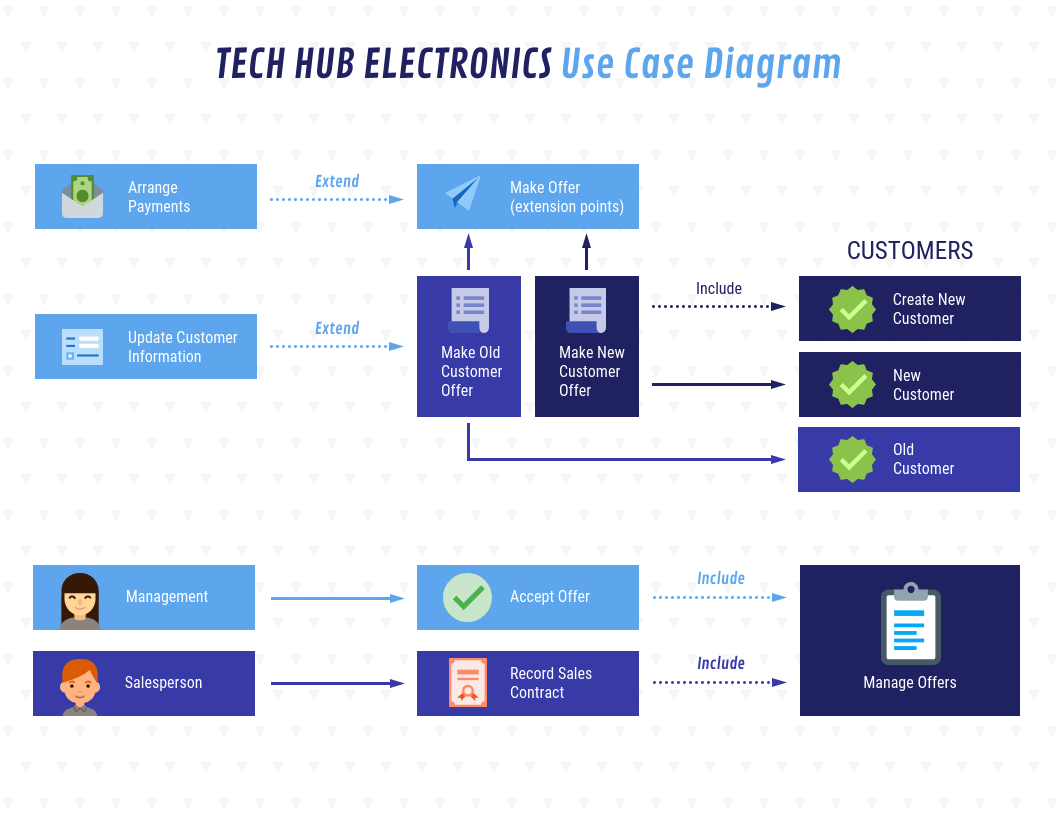 TECH HUB ELECTRONICS Use Case Diagram
Arrange
Payments
Extend
Make Offer
(extension points)
CUSTOMERS
Update Customer
Information
Extend
Make Old
Customer
Offer
Make New
Customer
Offer
Include
Create New
Customer
New
Customer
Old
Customer
Management
Accept Offer
Include
Salesperson
Record Sales
Contract
Include
Manage Offers